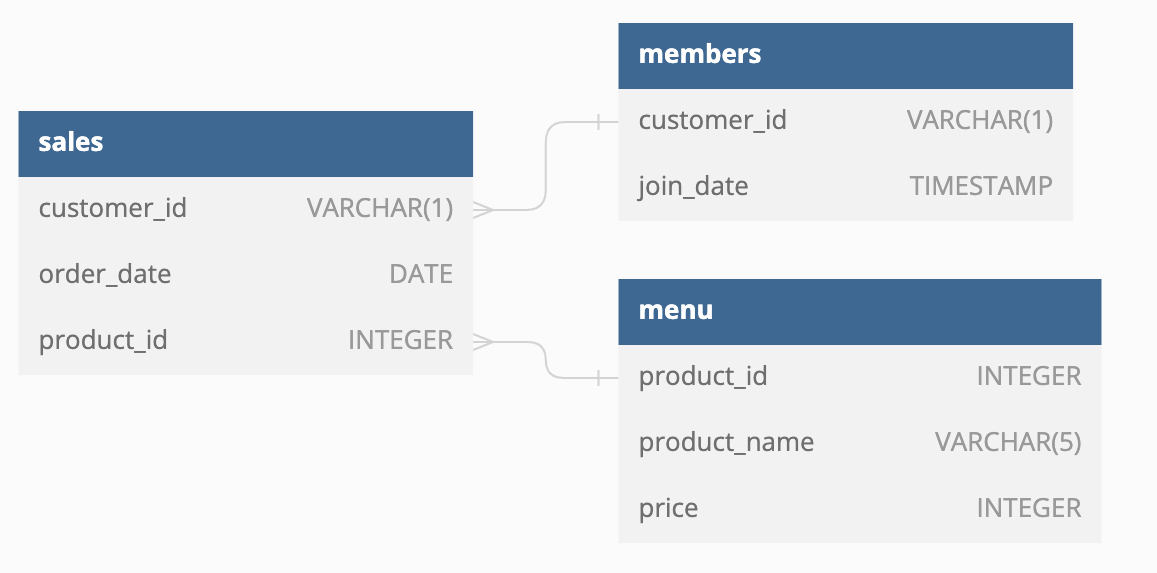 sales
customer_id VARCHAR(1)
order_date DATE
product_id INTEGER
members
customer_id VARCHAR(1)
join_date TIMESTAMP
menu
product_id INTEGER
product_name VARCHAR(5)
price INTEGER